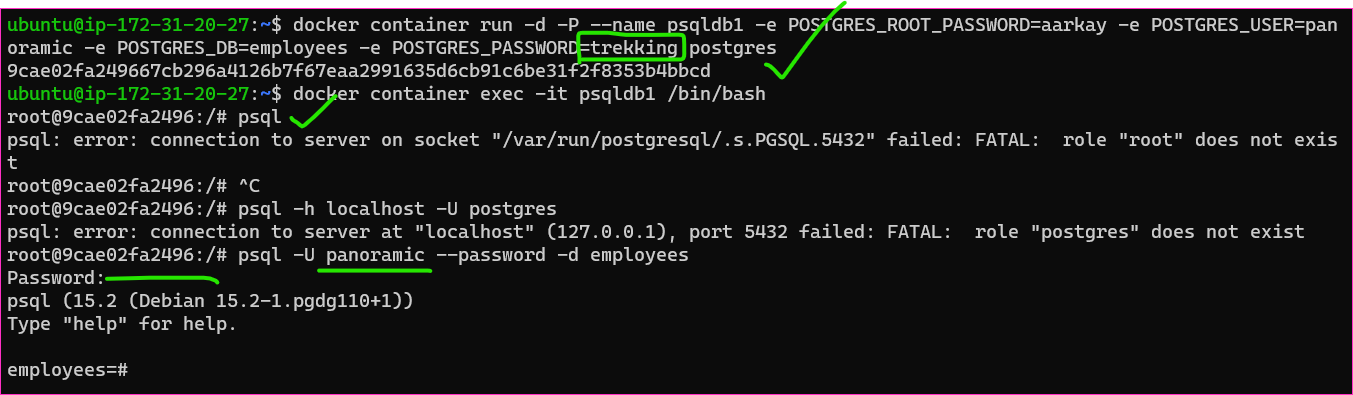 ubuntu@ip-172-31-20-27:~$ docker container run -d -P --name psqldb1 -e POSTGRES_ROOT_PASSWORD=aarkay -e POSTGRES_USER=pan
oramic -e POSTGRES_DB=employees -e POSTGRES_PASSWORD=trekking postgres
9cae02fa249667cb296a4126b7f67eaa2991635d6cb91c6be31f2f8353b4bbcd
ubuntu@ip-172-31-20-27:~$ docker container exec -it psqldb1 /bin/bash
root@9cae02fa2496:/# psql
psql: error: connection to server on socket "/var/run/postgresql/.s.PGSQL.5432" failed: FATAL:  role "root" does not exis
t
root@9cae02fa2496:/# ^C
root@9cae02fa2496:/# psql -h localhost -U postgres
psql: error: connection to server at "localhost" (127.0.0.1), port 5432 failed: FATAL:  role "postgres" does not exist
root@9cae02fa2496:/# psql -U panoramic --password -d employees
Password:
psql (15.2 (Debian 15.2-1.pgdg110+1))
Type "help" for help.
employees=#